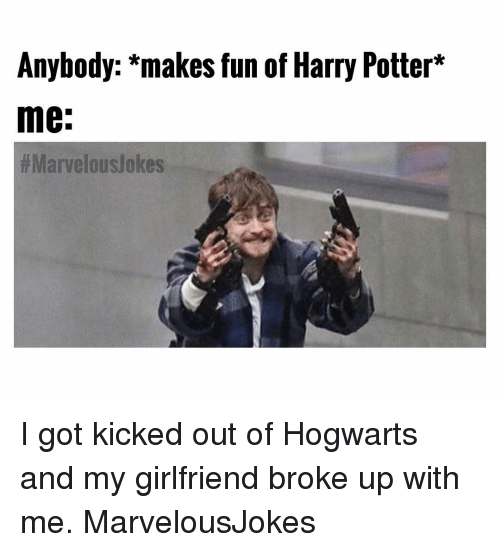 Anybody: *makes fun of Harry Potter*
me:
#MarvelousJokes
I got kicked out of Hogwarts
and my girlfriend broke up with
me. MarvelousJokes